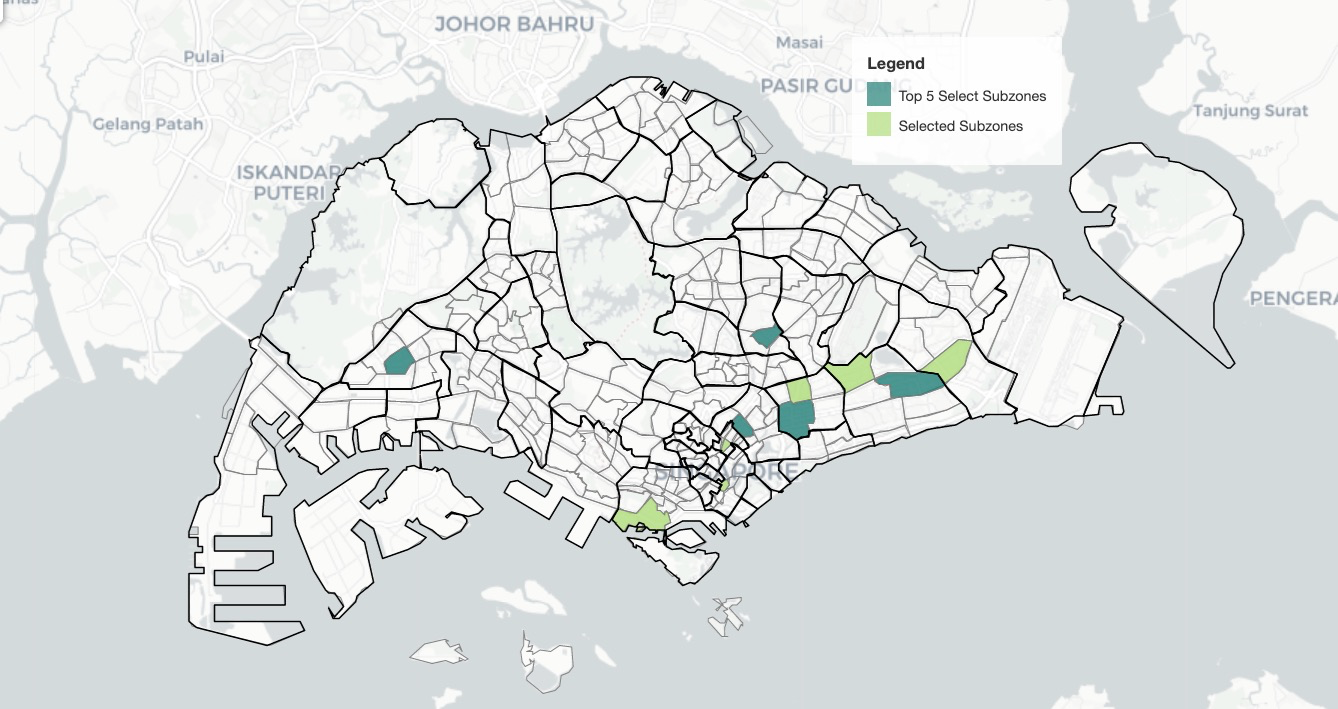 JOHOR BAHRU
Masai
Pulai
PASIR GUDANG
Legend
Top 5 Select Subzones
Selected Subzones
Gelang Patah
Tanjung Surat
ISKANDAR
PUTERI
PENGERA
SINGAPORE